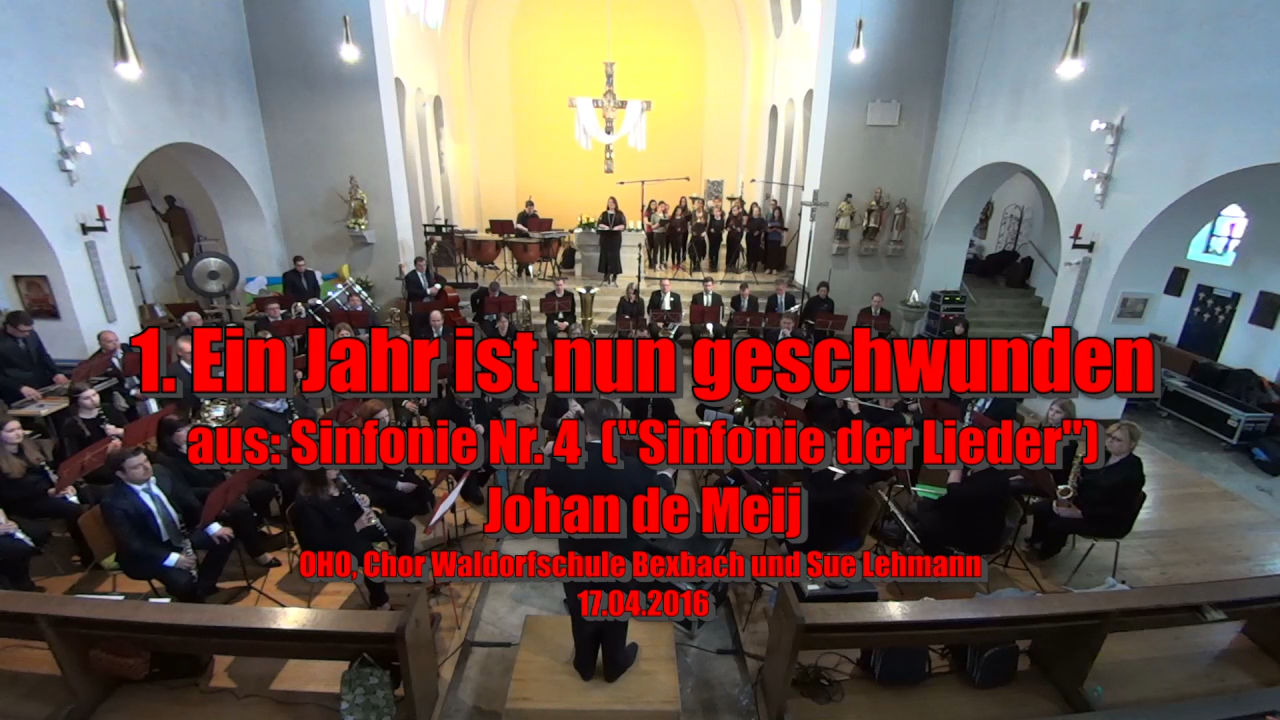 1. Ein Jahr ist nun geschwunden
aus: Sinfonie Nr. 4 ("Sinfonie der Lieder")
Johan de Meij
OHO, Chor Waldorfschule Bexbach und Sue Lehmann
17.04.2016